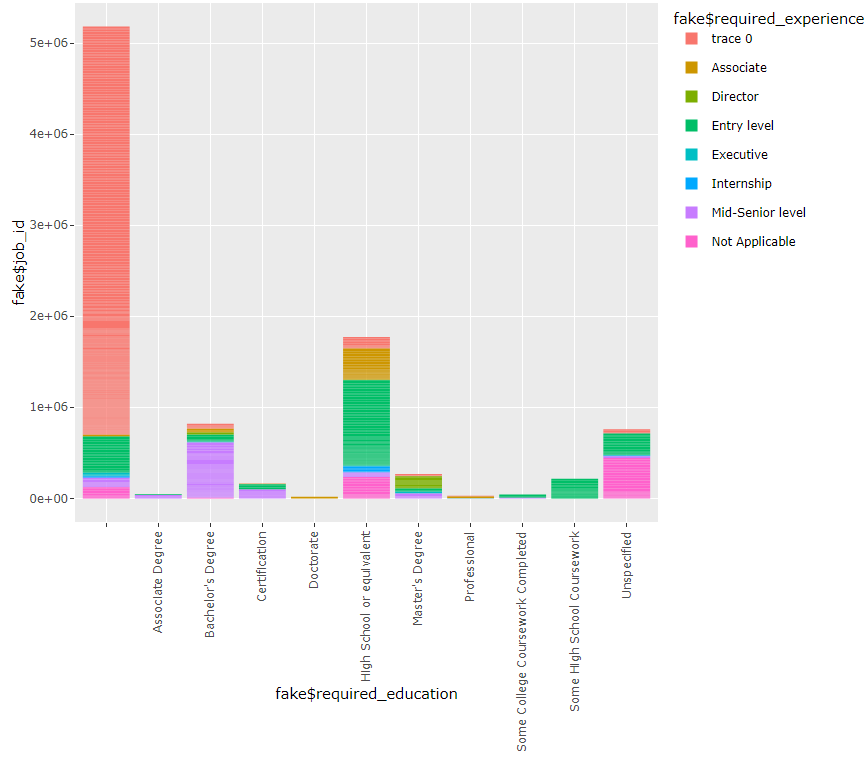 fake$required_experience
trace 0
Associate
Director
Entry level
Executive
Internship
Mid-Senior level
Not Applicable
fake$job_id
5e+06
4e+06
3e+06
2e+06
1e+06
0e+00
Associate Degree
Bachelor's Degree
Certification
Doctorate
High School or equivalent
Master's Degree
Professional
Some College Coursework Completed
Some High School Coursework
Unspecified
fake$required_education